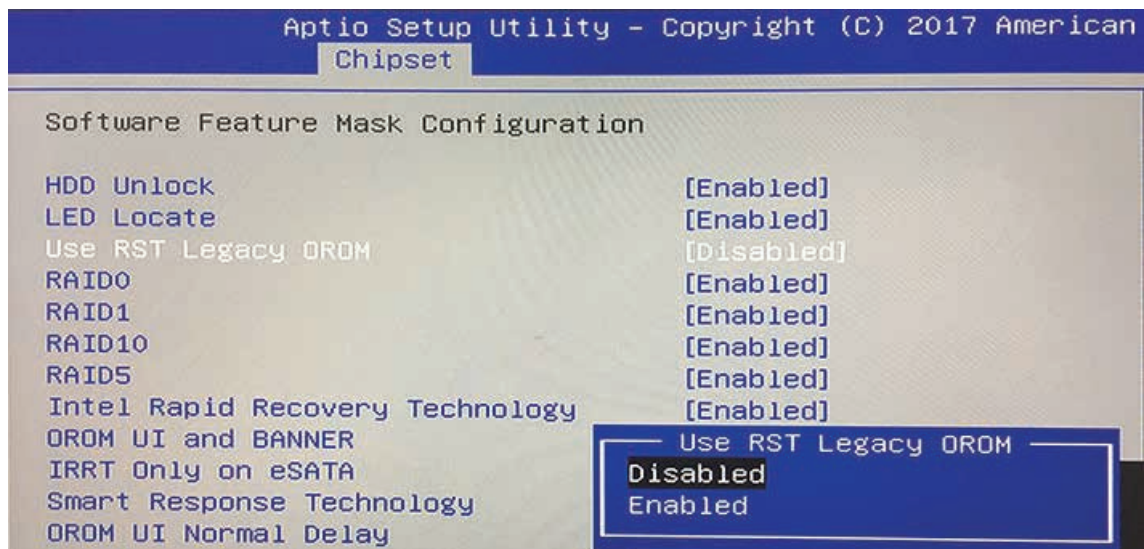 Aptio Setup Utility – Copyright (C) 2017 American
Chipset
Software Feature Mask Configuration
HDD Unlock [Enabled]
LED Locate [Enabled]
Use RST Legacy OROM [Disabled]
RAID0 [Enabled]
RAID1 [Enabled]
RAID10 [Enabled]
RAID5 [Enabled]
Intel Rapid Recovery Technology [Enabled]
OROM UI and BANNER
IRRT Only on eSATA
Smart Response Technology
OROM UI Normal Delay
Use RST Legacy OROM
Disabled
Enabled